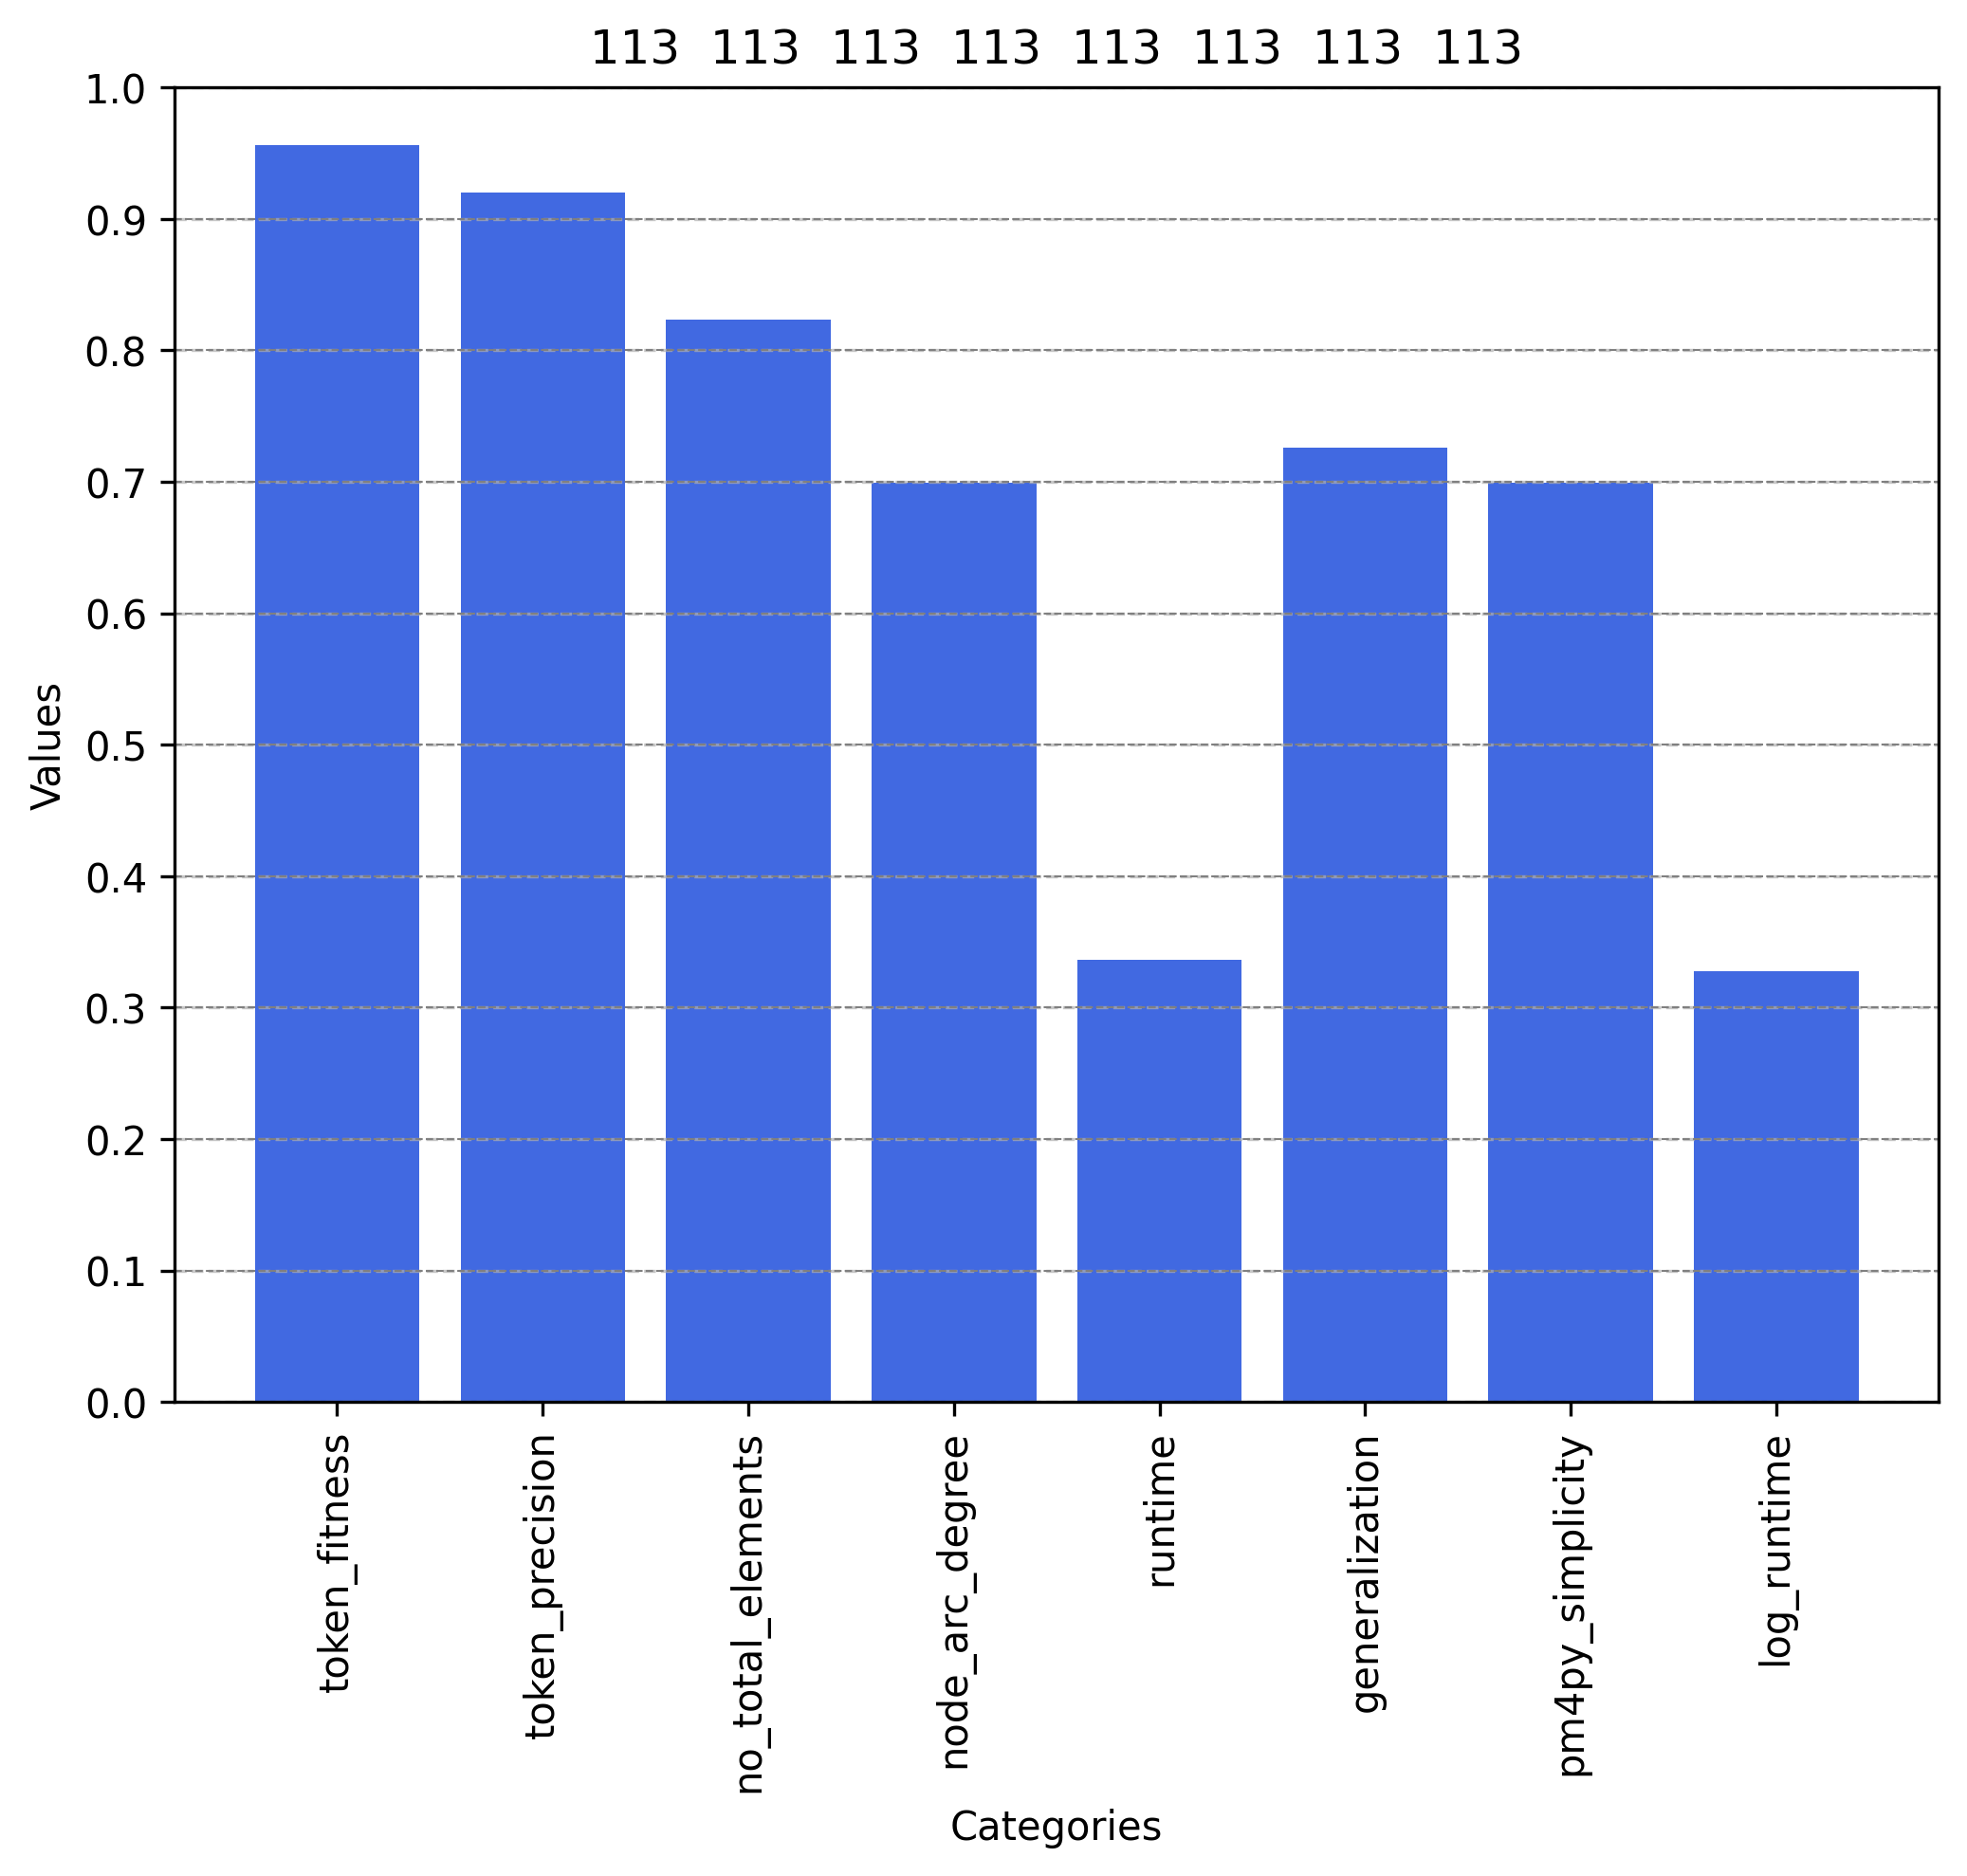 113 113 113 113 113 113 113 113
1.0
0.9
0.8
0.7
0.6
0.5
0.4
0.3
0.2
0.1
0.0
Values
token_fitness
token_precision
no_total_elements
node_arc_degree
runtime
generalization
pm4py_simplicity
log_runtime
Categories